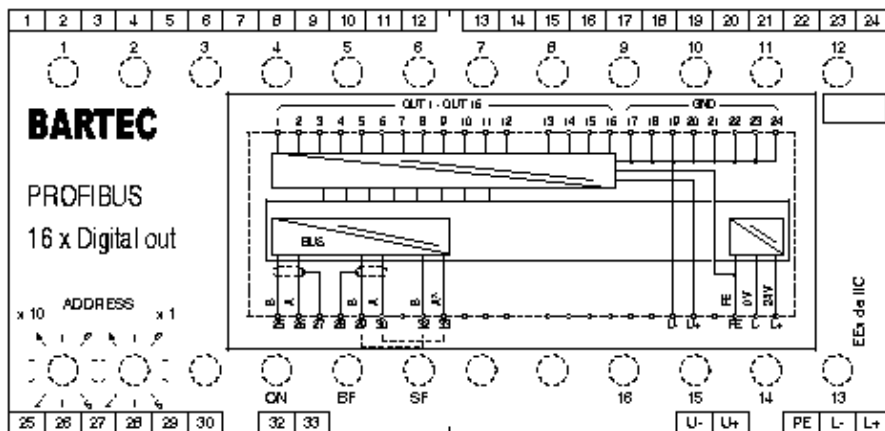 1 2 3 4 5 6 7 8 9 10 11 12 13 14 15 16 17 18 19 20 21 22 23 24
1 2 3 4 5 6 7 8 9 10 11 12
OUT 1 - OUT 16 GND
1 2 3 4 5 6 7 8 9 10 11 12 13 14 15 16 17 18 19 20 21 22 23 24
BARTEC
PROFIBUS
16 x Digital out
BUS
B A B A B A PE 0V 24V
ADDRESS
x 10 x 1
25 26 27 28 29 30 32 33 U- U+ PE L- L+
EEx de IIC
ON BF SF 16 15 14 13
25 26 27 28 29 30 32 33 U- U+ PE L- L+